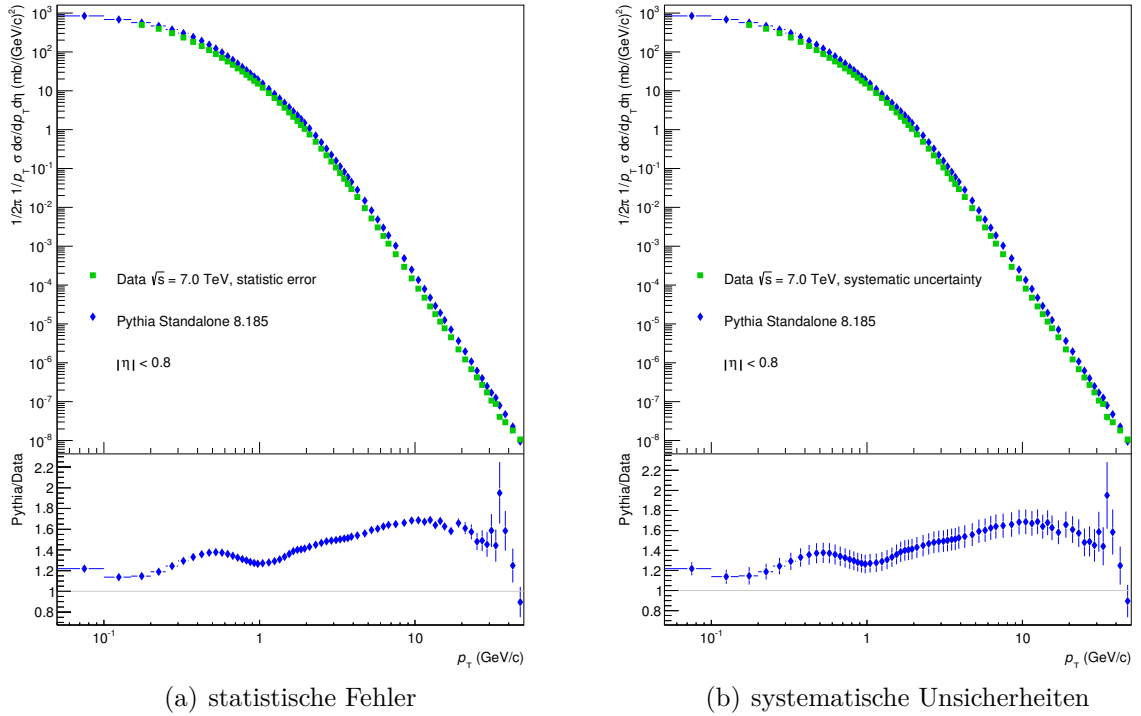 1/2π 1/p_T σ dσ/dp_T dη (mb/(GeV/c)²)
10³
10²
10
1
10⁻¹
10⁻²
10⁻³
10⁻⁴
10⁻⁵
10⁻⁶
10⁻⁷
10⁻⁸
Data √s = 7.0 TeV, statistic error
Pythia Standalone 8.185
|η| < 0.8
Pythia/Data
2.2
2
1.8
1.6
1.4
1.2
1
0.8
10⁻¹ 1 10
p_T (GeV/c)
(a) statistische Fehler
1/2π 1/p_T σ dσ/dp_T dη (mb/(GeV/c)²)
10³
10²
10
1
10⁻¹
10⁻²
10⁻³
10⁻⁴
10⁻⁵
10⁻⁶
10⁻⁷
10⁻⁸
Data √s = 7.0 TeV, systematic uncertainty
Pythia Standalone 8.185
|η| < 0.8
Pythia/Data
2.2
2
1.8
1.6
1.4
1.2
1
0.8
10⁻¹ 1 10
p_T (GeV/c)
(b) systematische Unsicherheiten